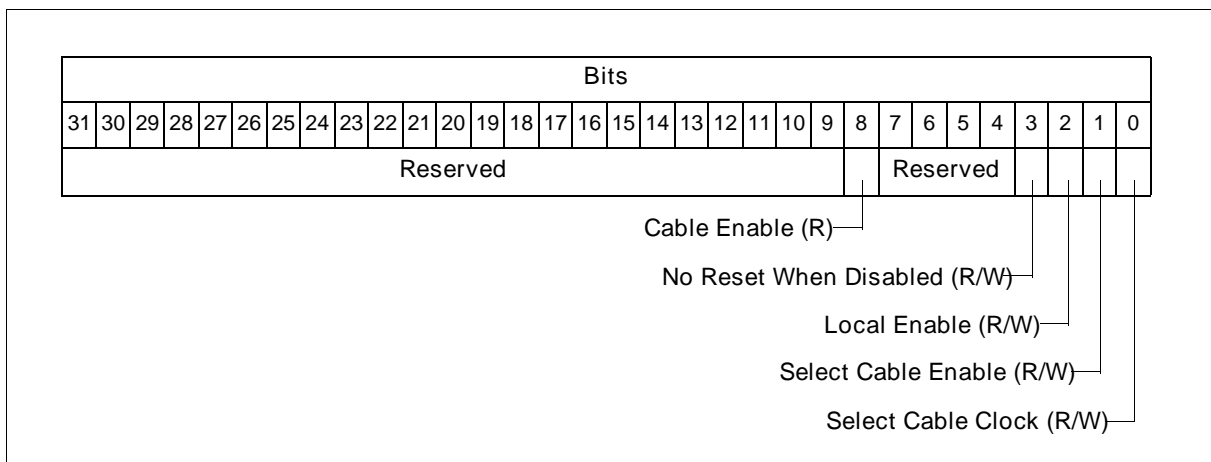 Bits
31 30 29 28 27 26 25 24 23 22 21 20 19 18 17 16 15 14 13 12 11 10 9 8 7 6 5 4 3 2 1 0
Reserved Reserved
Cable Enable (R)
No Reset When Disabled (R/W)
Local Enable (R/W)
Select Cable Enable (R/W)
Select Cable Clock (R/W)